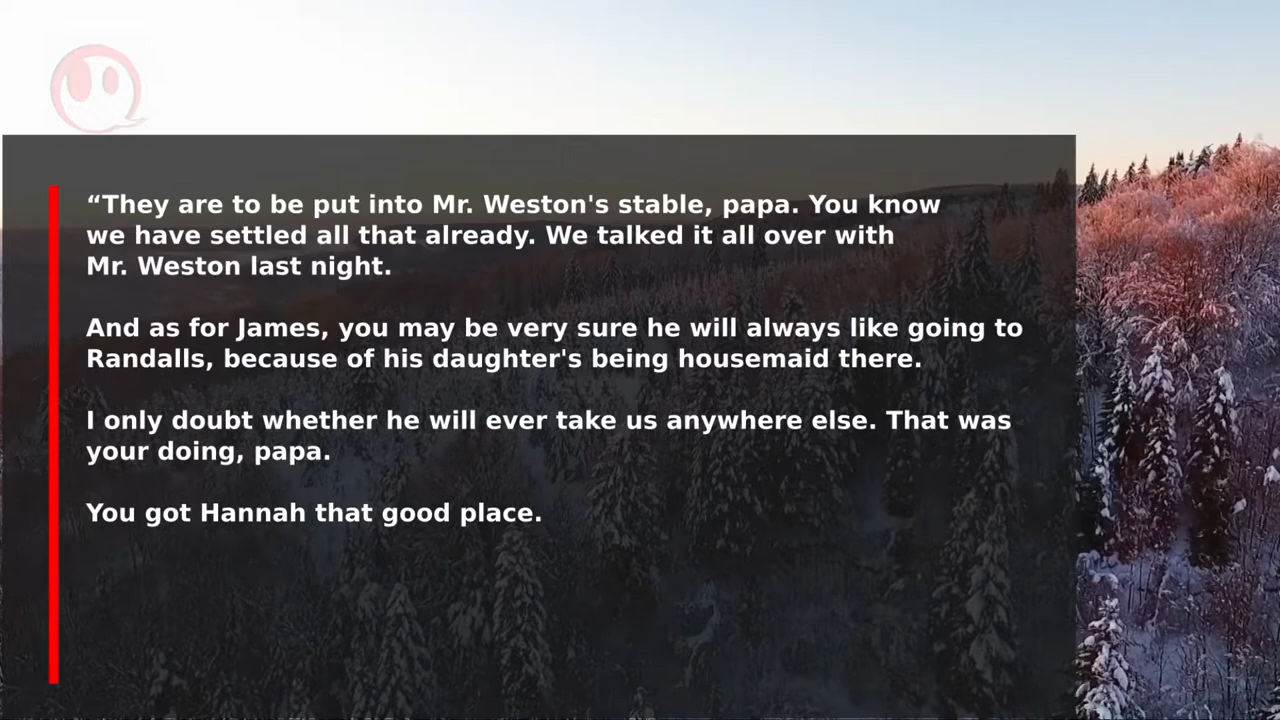 “They are to be put into Mr. Weston's stable, papa. You know
we have settled all that already. We talked it all over with
Mr. Weston last night.
And as for James, you may be very sure he will always like going to
Randalls, because of his daughter's being housemaid there.
I only doubt whether he will ever take us anywhere else. That was
your doing, papa.
You got Hannah that good place.